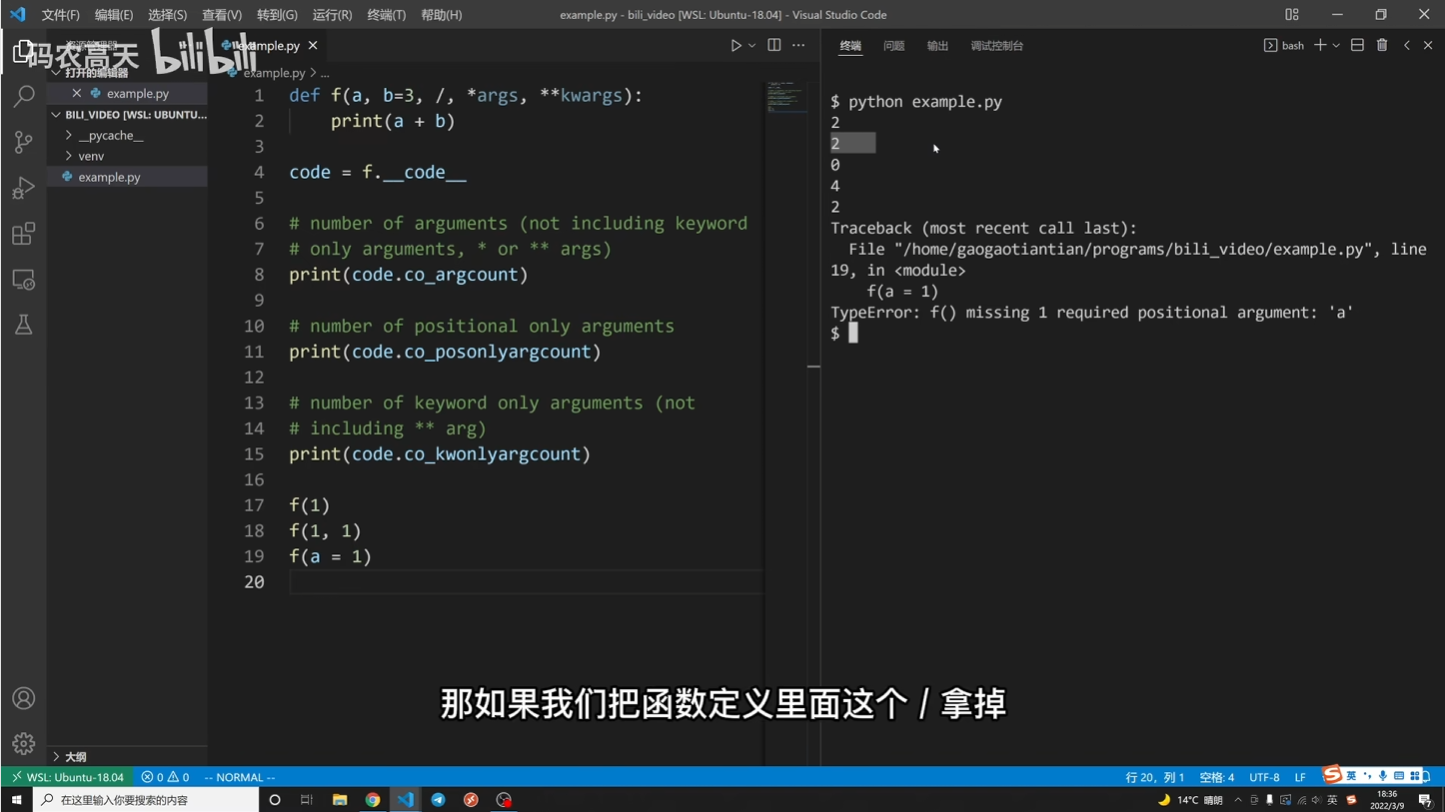 文件(F) 编辑(E) 选择(S) 查看(V) 转到(G) 运行(R) 终端(T) 帮助(H) example.py - bili_video [WSL: Ubuntu-18.04] - Visual Studio Code
码农高天 bilibili
资源管理器
example.py
打开的编辑器
example.py
BILI_VIDEO [WSL: UBUNTU...
__pycache__
venv
example.py
大纲
example.py > ...
1 def f(a, b=3, /, *args, **kwargs):
2 print(a + b)
3
4 code = f.__code__
5
6 # number of arguments (not including keyword
7 # only arguments, * or ** args)
8 print(code.co_argcount)
9
10 # number of positional only arguments
11 print(code.co_posonlyargcount)
12
13 # number of keyword only arguments (not
14 # including ** arg)
15 print(code.co_kwonlyargcount)
16
17 f(1)
18 f(1, 1)
19 f(a = 1)
20
终端 问题 输出 调试控制台 bash
$ python example.py
2
2
0
4
2
Traceback (most recent call last):
File "/home/gaogaotiantian/programs/bili_video/example.py", line
19, in <module>
f(a = 1)
TypeError: f() missing 1 required positional argument: 'a'
$
那如果我们把函数定义里面这个 / 拿掉
WSL: Ubuntu-18.04 0 0 -- NORMAL -- 行 20，列 1 空格: 4 UTF-8 LF 英
在这里输入你要搜索的内容 14°C 晴朗 英 18:36
2022/3/9